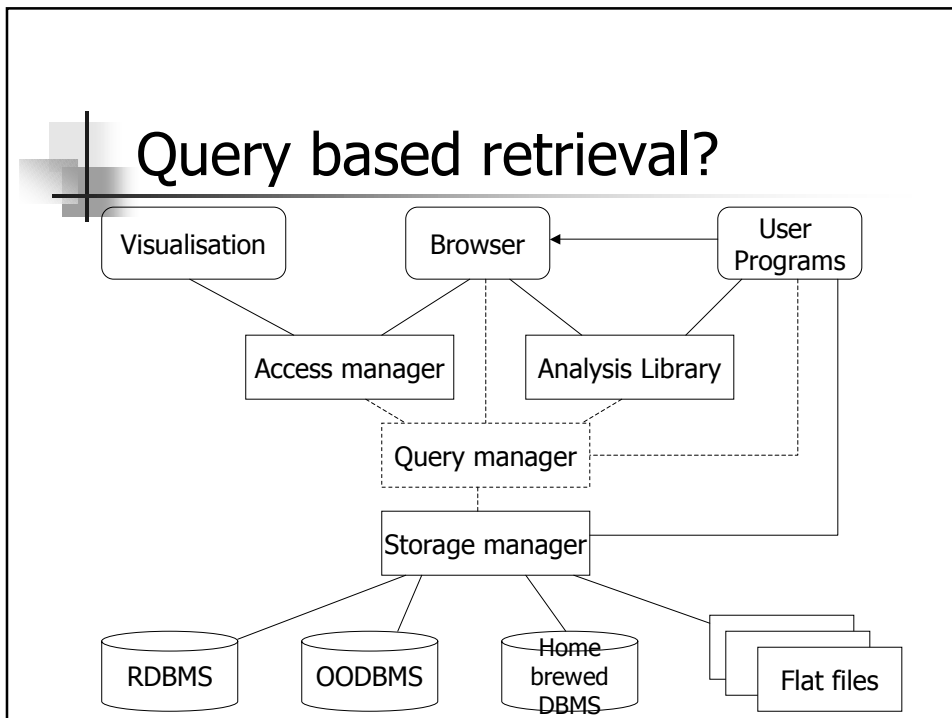 Query based retrieval?
Visualisation
Browser
User
Programs
Access manager
Analysis Library
Query manager
Storage manager
RDBMS
OODBMS
Home
brewed
DBMS
Flat files